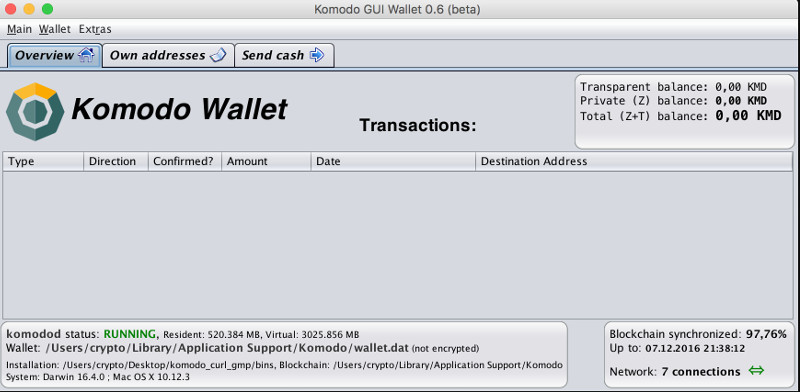 Komodo GUI Wallet 0.6 (beta)
Main Wallet Extras
Overview Own addresses Send cash
Komodo Wallet
Transactions:
Transparent balance: 0,00 KMD
Private (Z) balance: 0,00 KMD
Total (Z+T) balance: 0,00 KMD
Type Direction Confirmed? Amount Date Destination Address
komodod status: RUNNING, Resident: 520.384 MB, Virtual: 3025.856 MB
Wallet: /Users/crypto/Library/Application Support/Komodo/wallet.dat (not encrypted)
Installation: /Users/crypto/Desktop/komodo_curl_gmp/bins, Blockchain: /Users/crypto/Library/Application Support/Komodo
System: Darwin 16.4.0 ; Mac OS X 10.12.3
Blockchain synchronized: 97,76%
Up to: 07.12.2016 21:38:12
Network: 7 connections